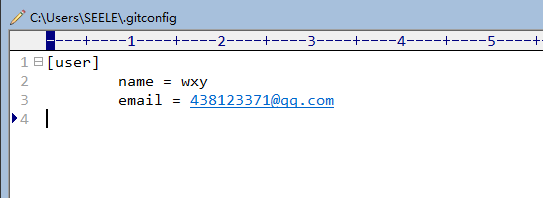 C:\Users\SEELE\.gitconfig
----+----1----+----2----+----3----+----4----+----5----+-
1 [user]
2 name = wxy
3 email = 438123371@qq.com
4